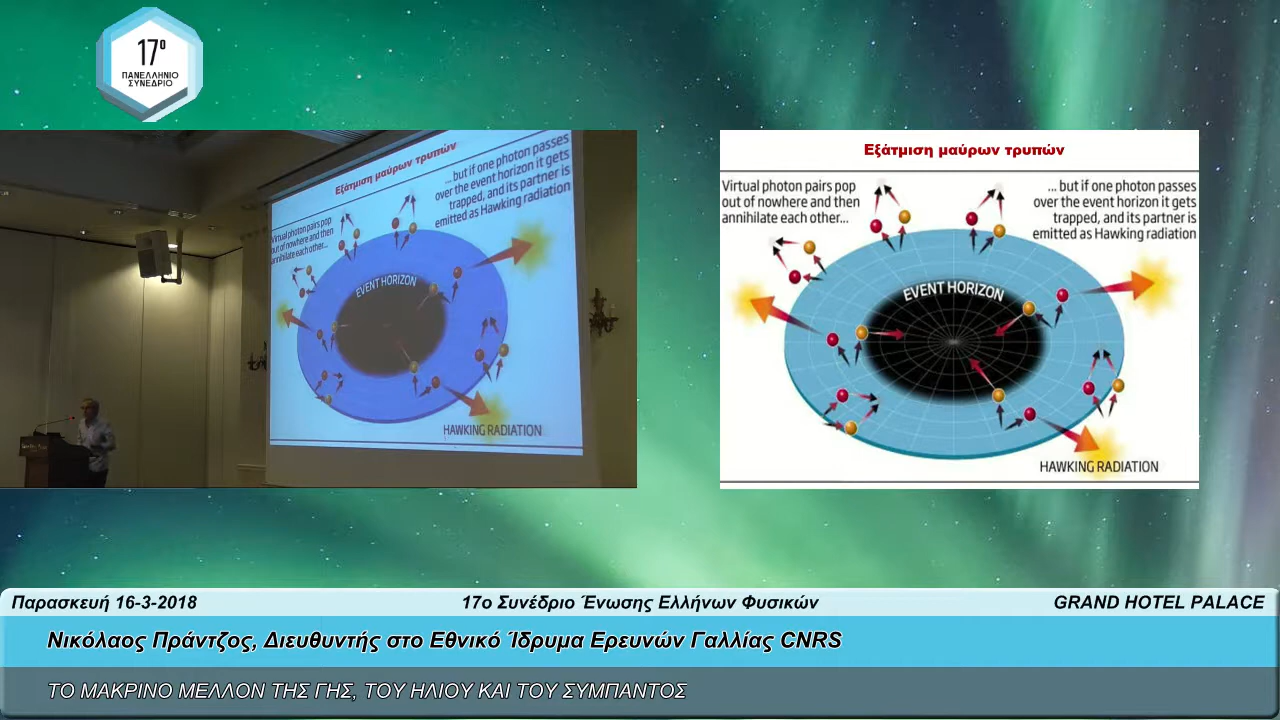 17ο
ΠΑΝΕΛΛΗΝΙΟ
ΣΥΝΕΔΡΙΟ
Εξάτμιση μαύρων τρυπών
Virtual photon pairs pop
out of nowhere and then
annihilate each other...
... but if one photon passes
over the event horizon it gets
trapped, and its partner is
emitted as Hawking radiation
EVENT HORIZON
HAWKING RADIATION
Εξάτμιση μαύρων τρυπών
Virtual photon pairs pop
out of nowhere and then
annihilate each other...
... but if one photon passes
over the event horizon it gets
trapped, and its partner is
emitted as Hawking radiation
EVENT HORIZON
HAWKING RADIATION
Παρασκευή 16-3-2018
17ο Συνέδριο Ένωσης Ελλήνων Φυσικών
GRAND HOTEL PALACE
Νικόλαος Πράντζος, Διευθυντής στο Εθνικό Ίδρυμα Ερευνών Γαλλίας CNRS
ΤΟ ΜΑΚΡΙΝΟ ΜΕΛΛΟΝ ΤΗΣ ΓΗΣ, ΤΟΥ ΗΛΙΟΥ ΚΑΙ ΤΟΥ ΣΥΜΠΑΝΤΟΣ